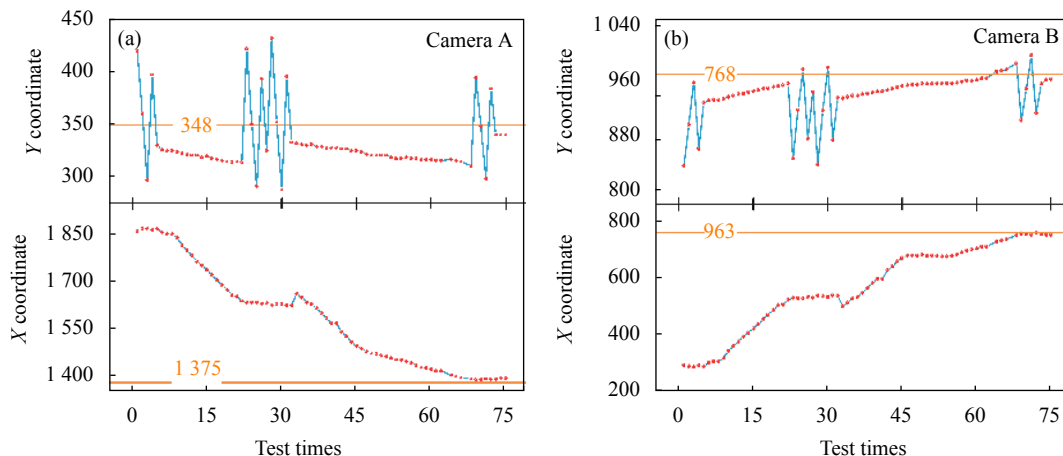 (a)
Camera A
Y coordinate
450
400
350
300
348
X coordinate
1 850
1 700
1 550
1 400
1 375
0 15 30 45 60 75
Test times
(b)
Camera B
Y coordinate
1 040
960
880
800
768
X coordinate
800
600
400
200
963
0 15 30 45 60 75
Test times